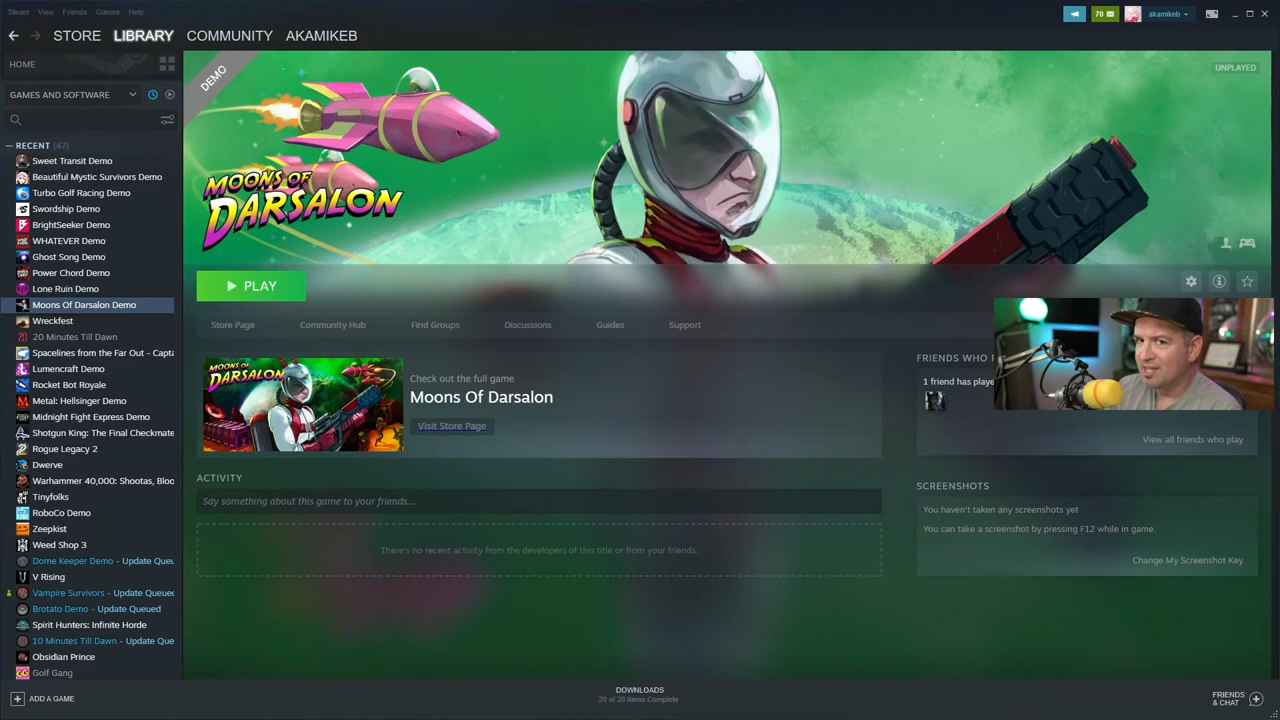 Steam View Friends Games Help
70 akamikeb
STORE LIBRARY COMMUNITY AKAMIKEB
HOME
GAMES AND SOFTWARE
RECENT (47)
Sweet Transit Demo
Beautiful Mystic Survivors Demo
Turbo Golf Racing Demo
Swordship Demo
BrightSeeker Demo
WHATEVER Demo
Ghost Song Demo
Power Chord Demo
Lone Ruin Demo
Moons Of Darsalon Demo
Wreckfest
20 Minutes Till Dawn
Spacelines from the Far Out - Capta
Lumencraft Demo
Rocket Bot Royale
Metal: Hellsinger Demo
Midnight Fight Express Demo
Shotgun King: The Final Checkmate
Rogue Legacy 2
Dwerve
Warhammer 40,000: Shootas, Bloo
Tinyfolks
RoboCo Demo
Zeepkist
Weed Shop 3
Dome Keeper Demo - Update Queu
V Rising
Vampire Survivors - Update Queued
Brotato Demo - Update Queued
Spirit Hunters: Infinite Horde
10 Minutes Till Dawn - Update Que
Obsidian Prince
Golf Gang
ADD A GAME
DEMO
UNPLAYED
MOONS OF
DARSALON
PLAY
Store Page Community Hub Find Groups Discussions Guides Support
MOONS OF
DARSALON
Check out the full game
Moons Of Darsalon
Visit Store Page
ACTIVITY
Say something about this game to your friends...
There's no recent activity from the developers of this title or from your friends.
FRIENDS WHO
1 friend has playe
View all friends who play
SCREENSHOTS
You haven't taken any screenshots yet
You can take a screenshot by pressing F12 while in game.
Change My Screenshot Key
DOWNLOADS
20 of 20 Items Complete
FRIENDS
& CHAT